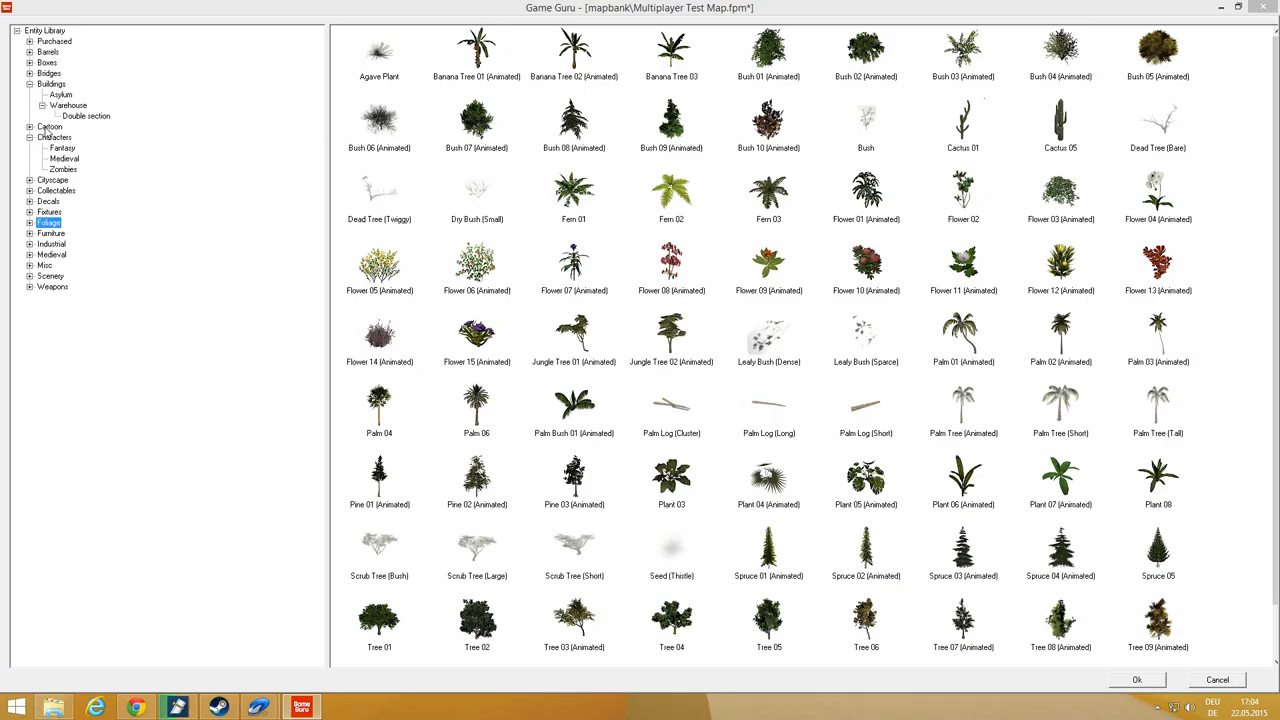 Game Guru [mapbank\Multiplayer Test Map.fpm*]
Entity Library
Purchased
Barrels
Boxes
Bridges
Buildings
Asylum
Warehouse
Double section
Cartoon
Characters
Fantasy
Medieval
Zombies
Cityscape
Collectables
Decals
Fixtures
Foliage
Furniture
Industrial
Medieval
Misc
Scenery
Weapons
Agave Plant Banana Tree 01 (Animated) Banana Tree 02 (Animated) Banana Tree 03 Bush 01 (Animated) Bush 02 (Animated) Bush 03 (Animated) Bush 04 (Animated) Bush 05 (Animated)
Bush 06 (Animated) Bush 07 (Animated) Bush 08 (Animated) Bush 09 (Animated) Bush 10 (Animated) Bush Cactus 01 Cactus 05 Dead Tree (Bare)
Dead Tree (Twiggy) Dry Bush (Small) Fern 01 Fern 02 Fern 03 Flower 01 (Animated) Flower 02 Flower 03 (Animated) Flower 04 (Animated)
Flower 05 (Animated) Flower 06 (Animated) Flower 07 (Animated) Flower 08 (Animated) Flower 09 (Animated) Flower 10 (Animated) Flower 11 (Animated) Flower 12 (Animated) Flower 13 (Animated)
Flower 14 (Animated) Flower 15 (Animated) Jungle Tree 01 (Animated) Jungle Tree 02 (Animated) Leafy Bush (Dense) Leafy Bush (Sparce) Palm 01 (Animated) Palm 02 (Animated) Palm 03 (Animated)
Palm 04 Palm 06 Palm Bush 01 (Animated) Palm Log (Cluster) Palm Log (Long) Palm Log (Short) Palm Tree (Animated) Palm Tree (Short) Palm Tree (Tall)
Pine 01 (Animated) Pine 02 (Animated) Pine 03 (Animated) Plant 03 Plant 04 (Animated) Plant 05 (Animated) Plant 06 (Animated) Plant 07 (Animated) Plant 08
Scrub Tree (Bush) Scrub Tree (Large) Scrub Tree (Short) Seed (Thistle) Spruce 01 (Animated) Spruce 02 (Animated) Spruce 03 (Animated) Spruce 04 (Animated) Spruce 05
Tree 01 Tree 02 Tree 03 (Animated) Tree 04 Tree 05 Tree 06 Tree 07 (Animated) Tree 08 (Animated) Tree 09 (Animated)
Ok Cancel
GAME GURU
DEU 17:04
DE 22.05.2015